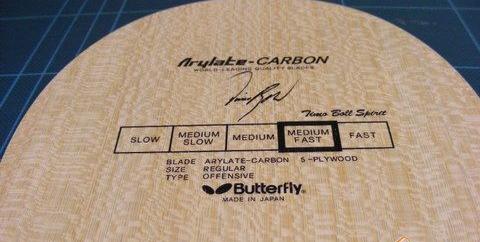 Arylate-CARBON
WORLD-LEADING QUALITY BLADES
Timo Boll Spirit
SLOW MEDIUM SLOW MEDIUM MEDIUM FAST FAST
BLADE ARYLATE-CARBON 5-PLYWOOD
SIZE REGULAR
TYPE OFFENSIVE
Butterfly
MADE IN JAPAN